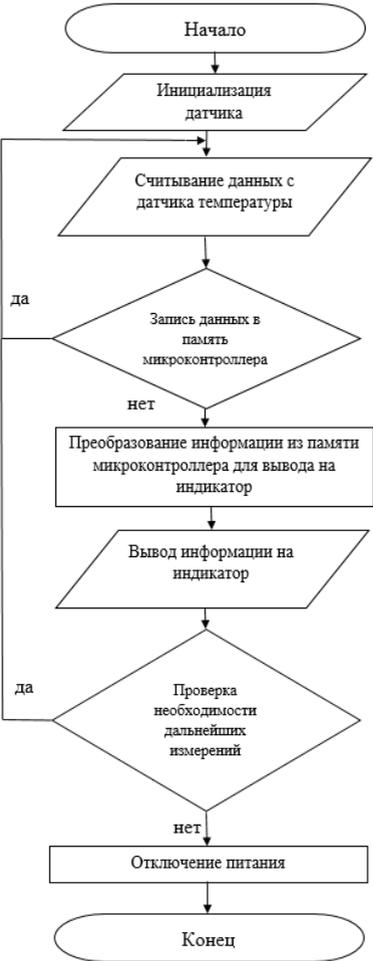 Начало
Инициализация
датчика
Считывание данных с
датчика температуры
да
Запись данных в
память
микроконтроллера
нет
Преобразование информации из памяти
микроконтроллера для вывода на
индикатор
Вывод информации на
индикатор
да
Проверка
необходимости
дальнейших
измерений
нет
Отключение питания
Конец